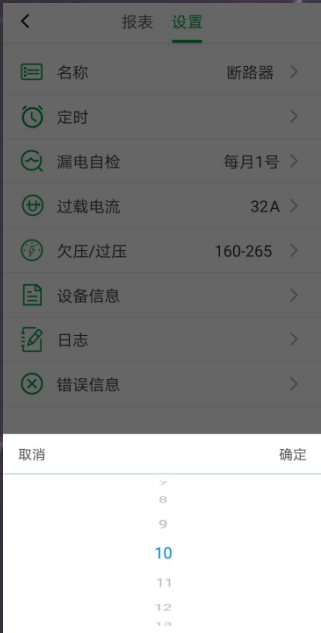 报表 设置
名称 断路器
定时
漏电自检 每月1号
过载电流 32A
欠压/过压 160-265
设备信息
日志
错误信息
取消 确定
7
8
9
10
11
12
13